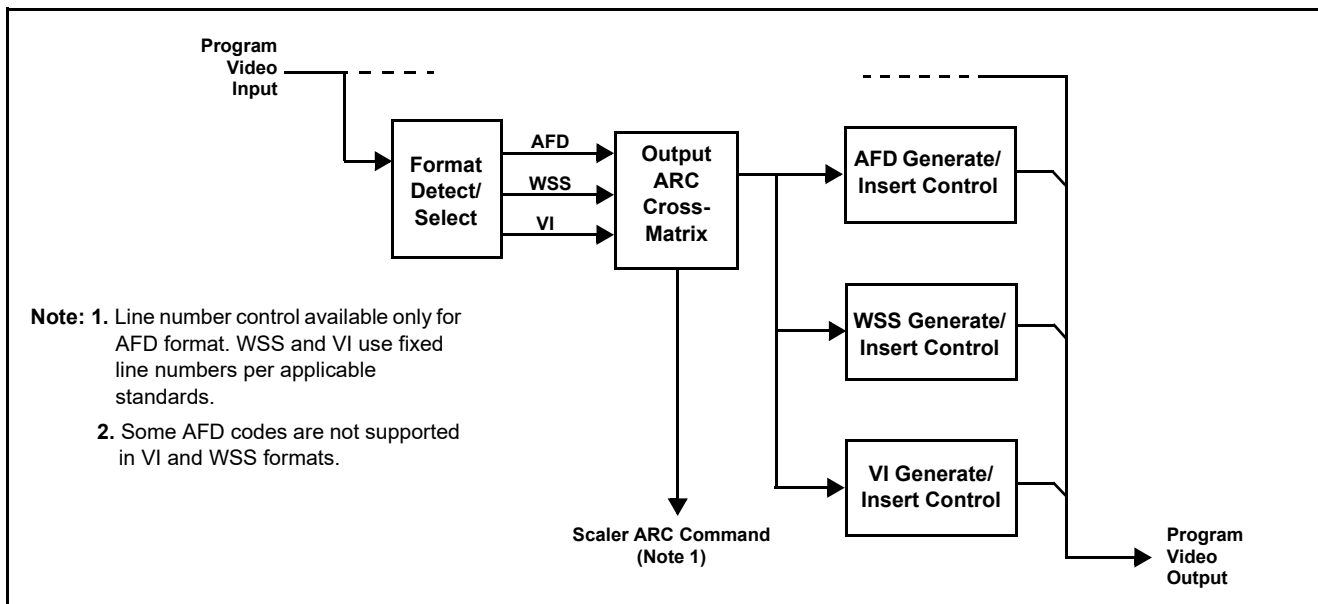 Program
Video
Input
Format
Detect/
Select
AFD
WSS
VI
Output
ARC
Cross-
Matrix
AFD Generate/
Insert Control
WSS Generate/
Insert Control
VI Generate/
Insert Control
Note: 1. Line number control available only for
AFD format. WSS and VI use fixed
line numbers per applicable
standards.
2. Some AFD codes are not supported
in VI and WSS formats.
Scaler ARC Command
(Note 1)
Program
Video
Output